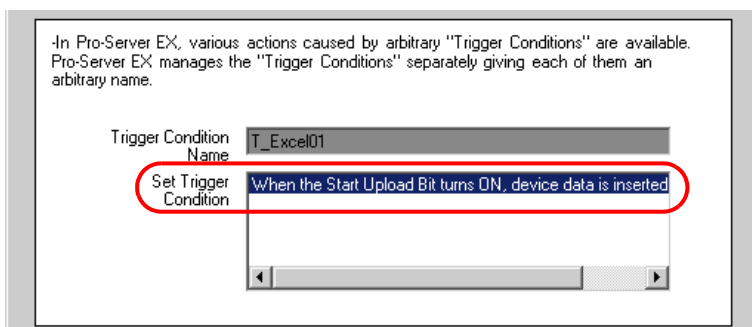 -In Pro-Server EX, various actions caused by arbitrary "Trigger Conditions" are available.
Pro-Server EX manages the "Trigger Conditions" separately giving each of them an
arbitrary name.
Trigger Condition Name
T_Excel01
Set Trigger Condition
When the Start Upload Bit turns ON, device data is inserted